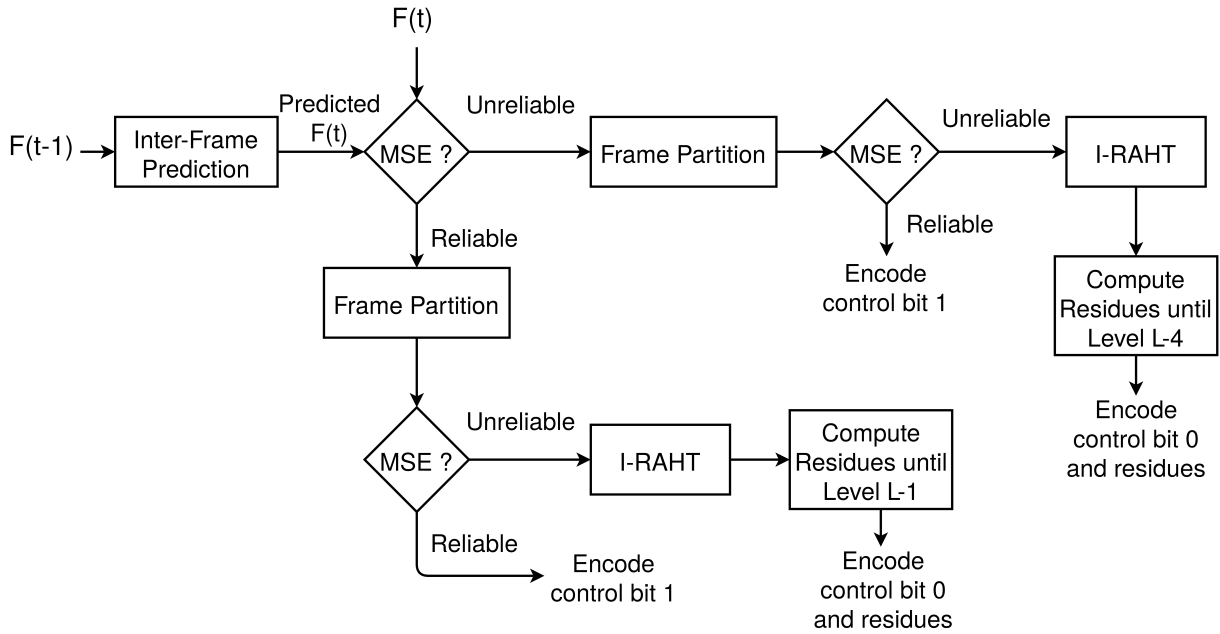 F(t)
F(t-1)
Inter-Frame
Prediction
Predicted
F(t)
MSE ?
Unreliable
Frame Partition
MSE ?
Unreliable
I-RAHT
Reliable
Encode
control bit 1
Compute
Residues until
Level L-4
Encode
control bit 0
and residues
Reliable
Frame Partition
MSE ?
Unreliable
I-RAHT
Compute
Residues until
Level L-1
Encode
control bit 0
and residues
Reliable
Encode
control bit 1